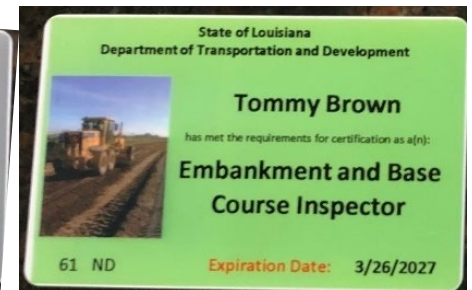 State of Louisiana
Department of Transportation and Development
Tommy Brown
has met the requirements for certification as a(n):
Embankment and Base
Course Inspector
61 ND
Expiration Date: 3/26/2027